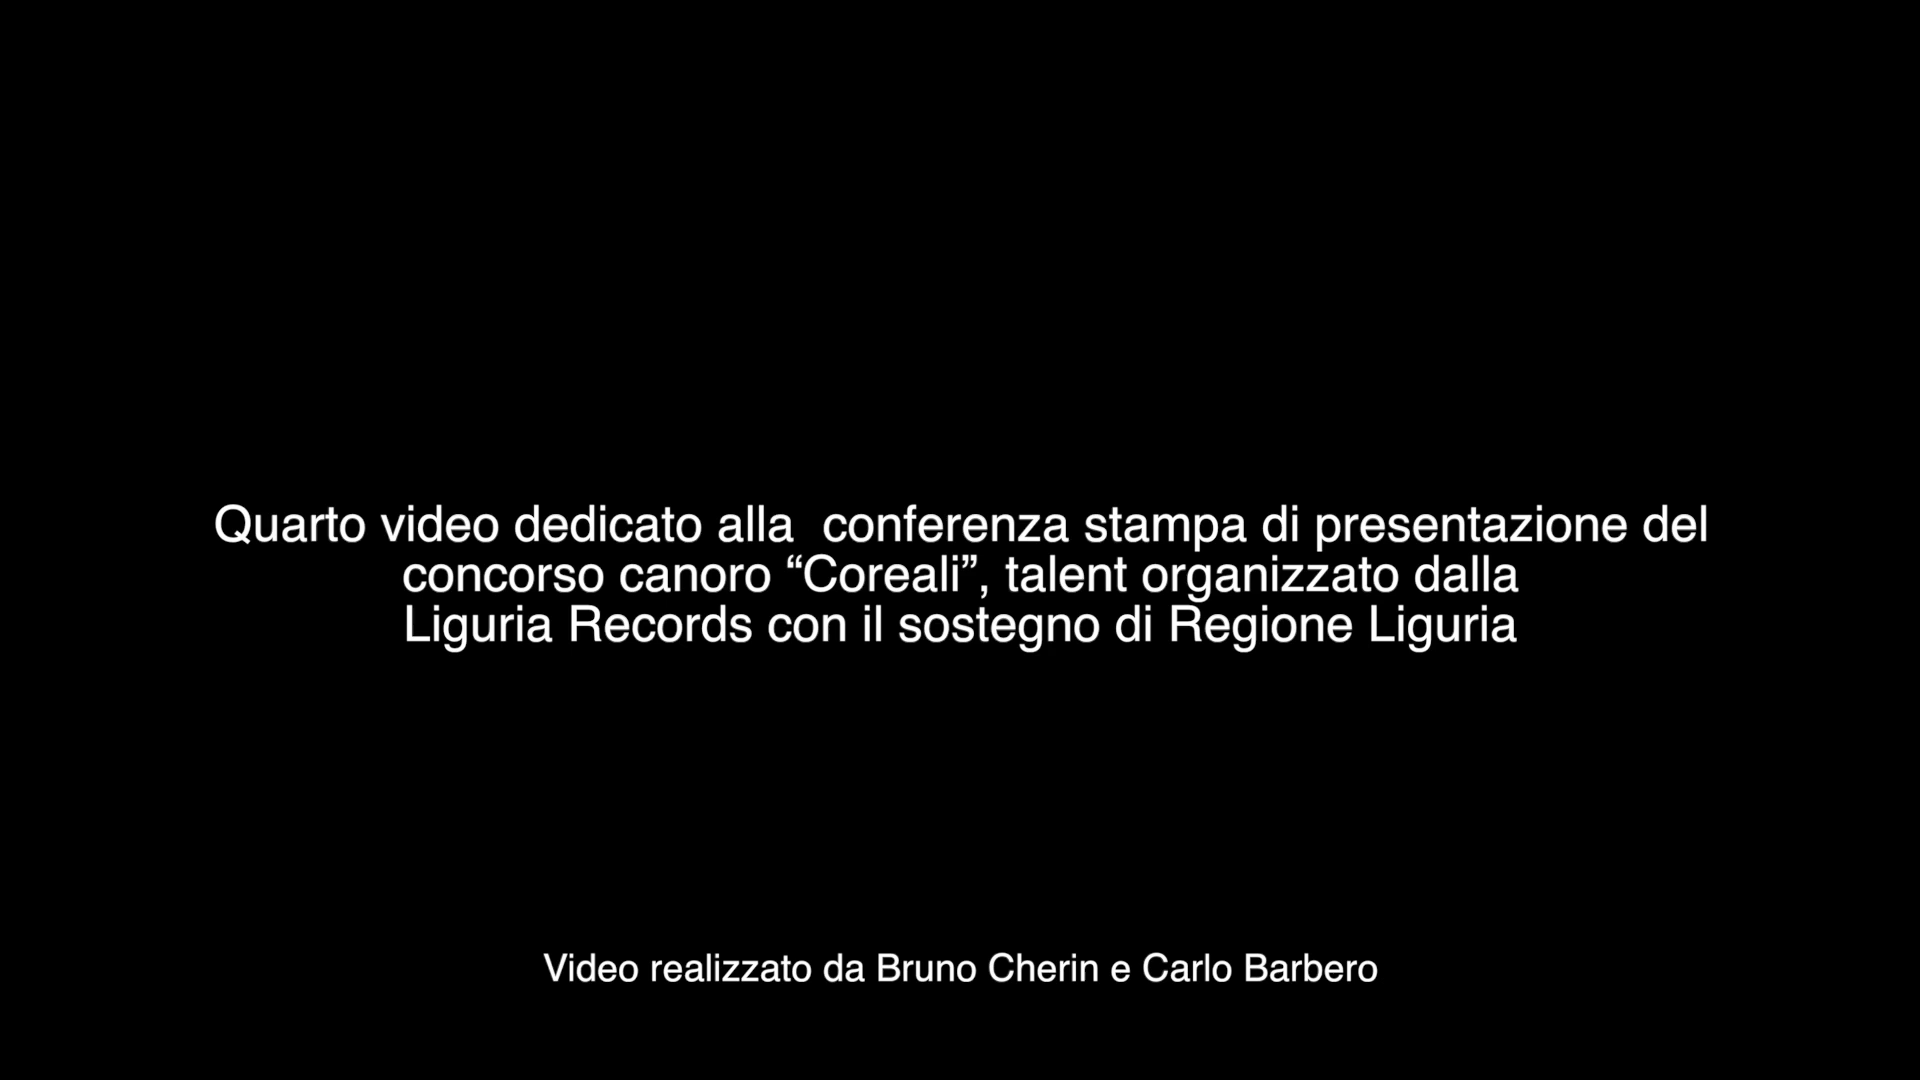 Quarto video dedicato alla  conferenza stampa di presentazione del
concorso canoro “Coreali”, talent organizzato dalla
Liguria Records con il sostegno di Regione Liguria
Video realizzato da Bruno Cherin e Carlo Barbero